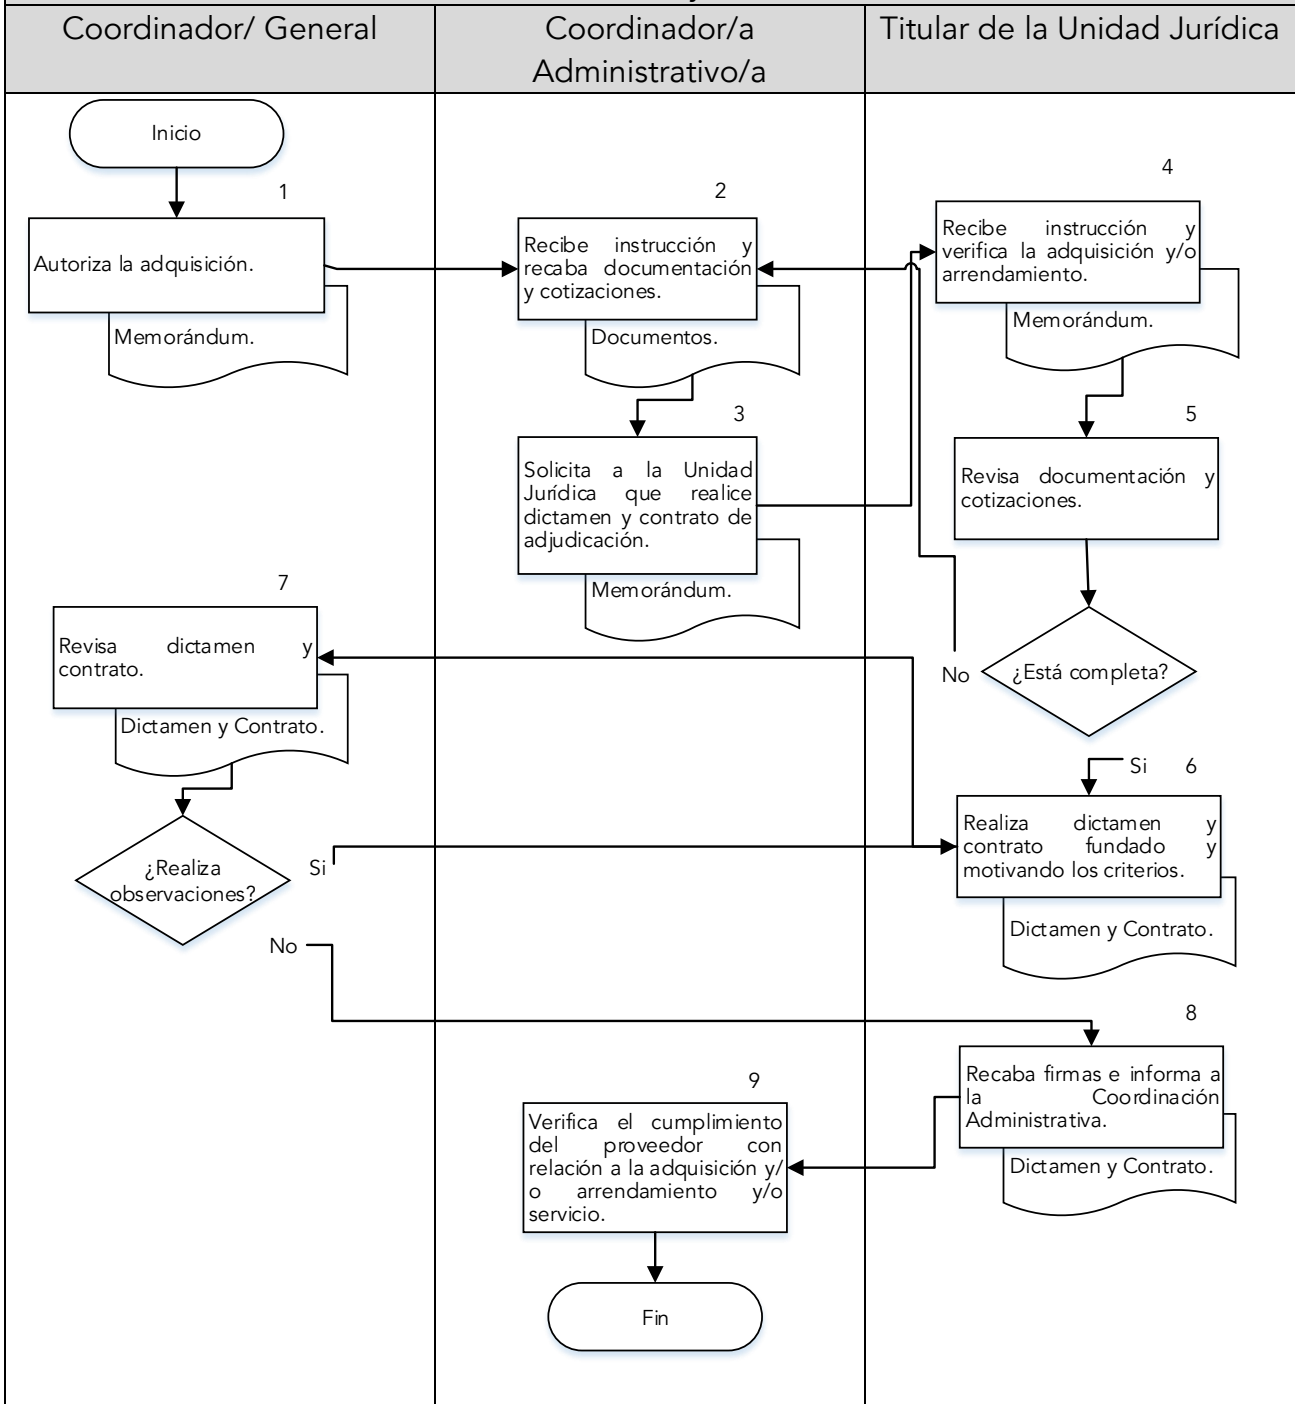 Coordinador/ General
Coordinador/a
Administrativo/a
Titular de la Unidad Jurídica
Inicio
1
Autoriza la adquisición.
Memorándum.
2
Recibe instrucción y
recaba documentación
y cotizaciones.
Documentos.
3
Solicita a la Unidad
Jurídica que realice
dictamen y contrato de
adjudicación.
Memorándum.
4
Recibe instrucción y
verifica la adquisición y/o
arrendamiento.
Memorándum.
5
Revisa documentación y
cotizaciones.
¿Está completa?
No
Si
6
Realiza dictamen y
contrato fundado y
motivando los criterios.
Dictamen y Contrato.
7
Revisa dictamen y
contrato.
Dictamen y Contrato.
¿Realiza
observaciones?
Si
No
8
Recaba firmas e informa a
la Coordinación
Administrativa.
Dictamen y Contrato.
9
Verifica el cumplimiento
del proveedor con
relación a la adquisición y/
o arrendamiento y/o
servicio.
Fin